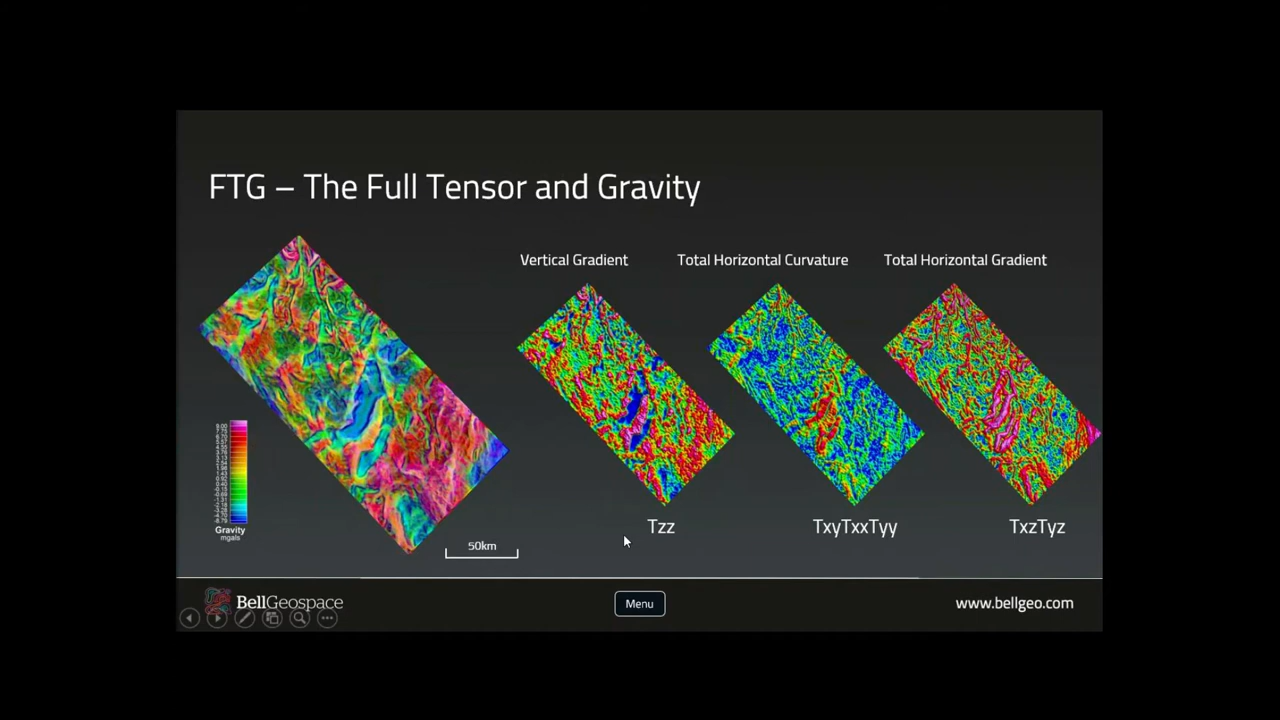 FTG – The Full Tensor and Gravity
Vertical Gradient
Total Horizontal Curvature
Total Horizontal Gradient
Gravity
mgals
50km
Tzz
TxyTxxTyy
TxzTyz
BellGeospace
Menu
www.bellgeo.com